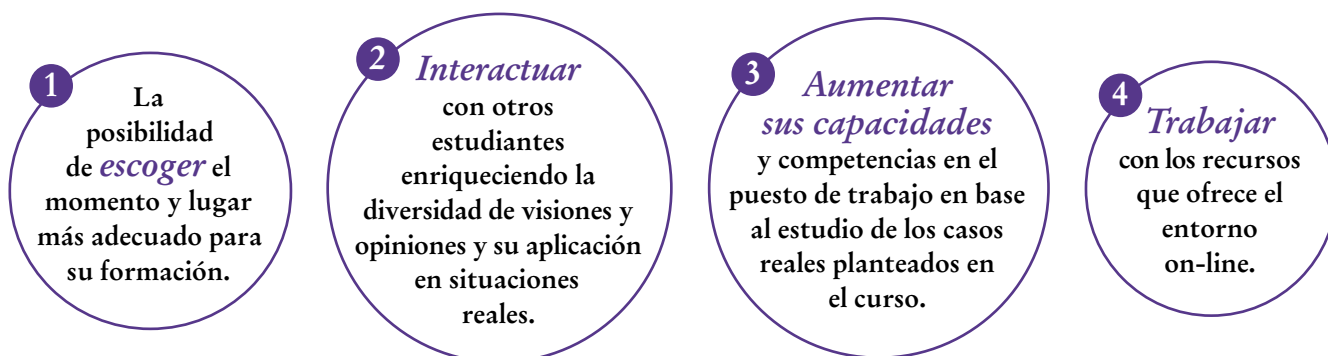 1
La
posibilidad
de escoger el
momento y lugar
más adecuado para
su formación.
2
Interactuar
con otros
estudiantes
enriqueciendo la
diversidad de visiones y
opiniones y su aplicación
en situaciones
reales.
3
Aumentar
sus capacidades
y competencias en el
puesto de trabajo en base
al estudio de los casos
reales planteados en
el curso.
4
Trabajar
con los recursos
que ofrece el
entorno
on-line.